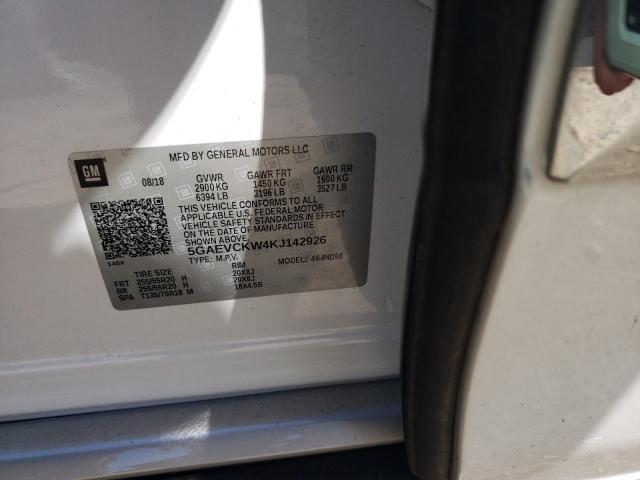 GM
MFD BY GENERAL MOTORS LLC
08/18 GVWR GAWR FRT GAWR RR
2900 KG 1450 KG 1600 KG
6394 LB 3196 LB 3527 LB
THIS VEHICLE CONFORMS TO ALL
APPLICABLE U.S. FEDERAL MOTOR
VEHICLE SAFETY STANDARDS IN EFFECT
ON THE DATE OF MANUFACTURE
SHOWN ABOVE.
5GAEVCKW4KJ142926
TYPE: M.P.V. MODEL: 464ND56
140X
TIRE SIZE RIM
FRT 255/55R20 H 20X8J
RR 255/55R20 H 20X8J
SPA T135/70R18 M 18X4.5B